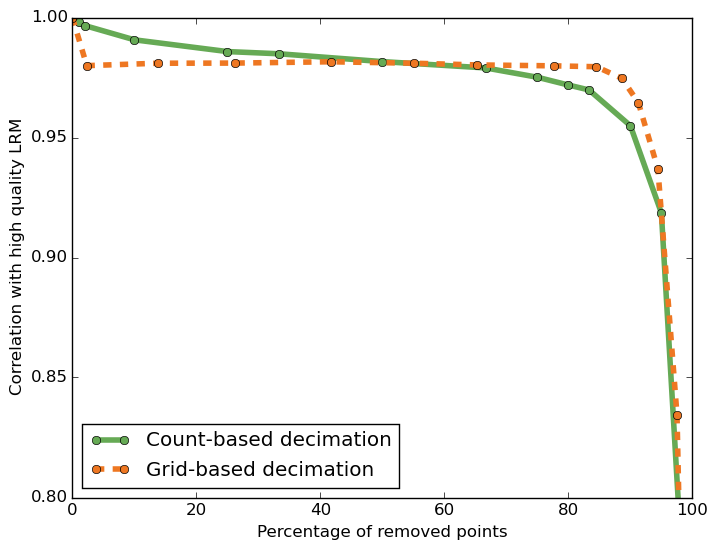 1.00
0.95
0.90
0.85
0.80
Correlation with high quality LRM
Count-based decimation
Grid-based decimation
0 20 40 60 80 100
Percentage of removed points